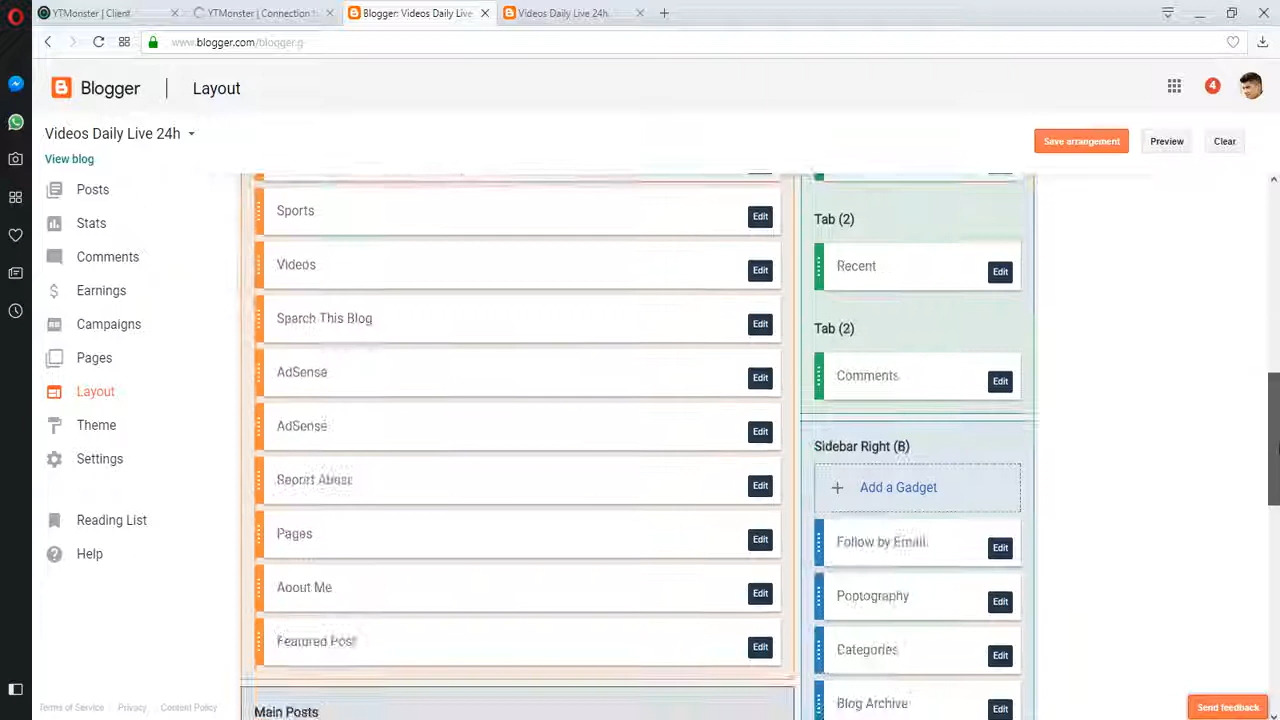 YTMonster | Client
YTMonster | Connection t
Blogger: Videos Daily Live
Videos Daily Live 24h.
www.blogger.com/blogger.g
Blogger | Layout
4
Videos Daily Live 24h
Save arrangement
Preview
Clear
View blog
Posts
Stats
Comments
Earnings
Campaigns
Pages
Layout
Theme
Settings
Reading List
Help
Terms of Service
Privacy
Content Policy
Sports
Edit
Videos
Edit
Search This Blog
Edit
AdSense
Edit
AdSense
Edit
Report Abuse
Edit
Pages
Edit
About Me
Edit
Featured Post
Edit
Main Posts
Tab (2)
Recent
Edit
Tab (2)
Comments
Edit
Sidebar Right (B)
+ Add a Gadget
Follow by Email
Edit
Edit
Categories
Edit
Blog Archive
Edit
Send feedback